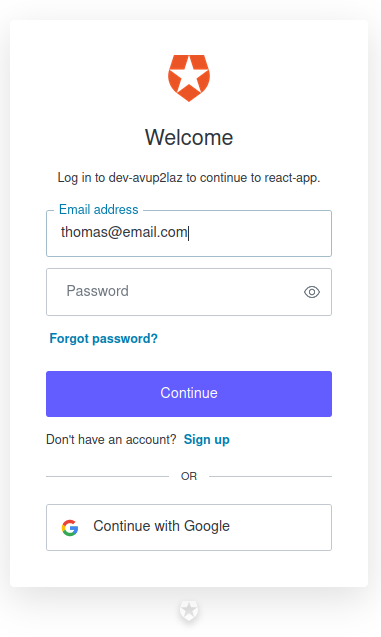 Welcome
Log in to dev-avup2laz to continue to react-app.
Email address
thomas@email.com
Password
Forgot password?
Continue
Don't have an account? Sign up
OR
Continue with Google